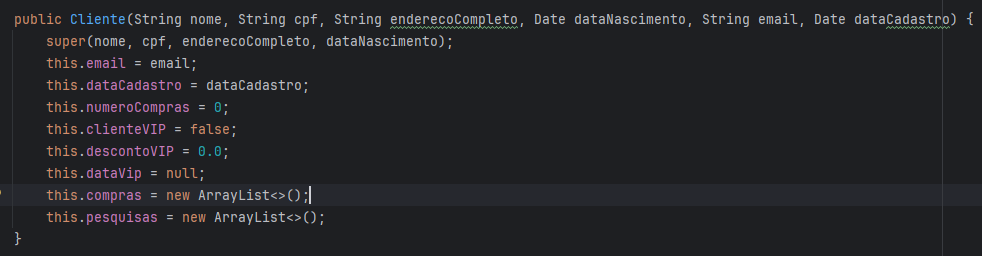 public Cliente(String nome, String cpf, String enderecoCompleto, Date dataNascimento, String email, Date dataCadastro) {
    super(nome, cpf, enderecoCompleto, dataNascimento);
    this.email = email;
    this.dataCadastro = dataCadastro;
    this.numeroCompras = 0;
    this.clienteVIP = false;
    this.descontoVIP = 0.0;
    this.dataVip = null;
    this.compras = new ArrayList<>();
    this.pesquisas = new ArrayList<>();
}